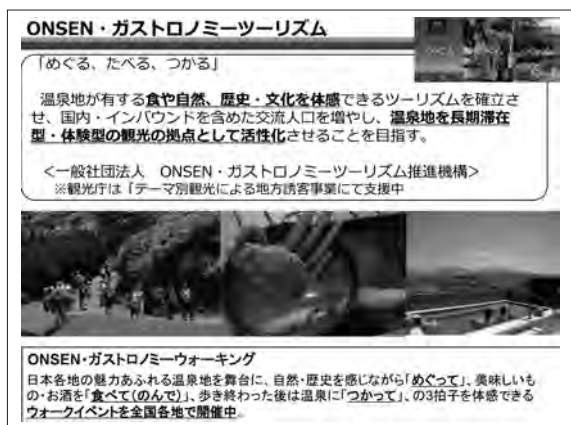 ONSEN・ガストロノミーツーリズム
「めぐる、たべる、つかる」
温泉地が有する食や自然、歴史・文化を体感できるツーリズムを確立さ
せ、国内・インバウンドを含めた交流人口を増やし、温泉地を長期滞在
型・体験型の観光の拠点として活性化させることを目指す。
＜一般社団法人　ONSEN・ガストロノミーツーリズム推進機構＞
※観光庁は「テーマ別観光による地方誘客事業にて支援中
ONSEN・ガストロノミーウォーキング
日本各地の魅力あふれる温泉地を舞台に、自然・歴史を感じながら「めぐって」、美味しいも
の・お酒を「食べて(のんで)」、歩き終わった後は温泉に「つかって」、の3拍子を体感できる
ウォークイベントを全国各地で開催中。